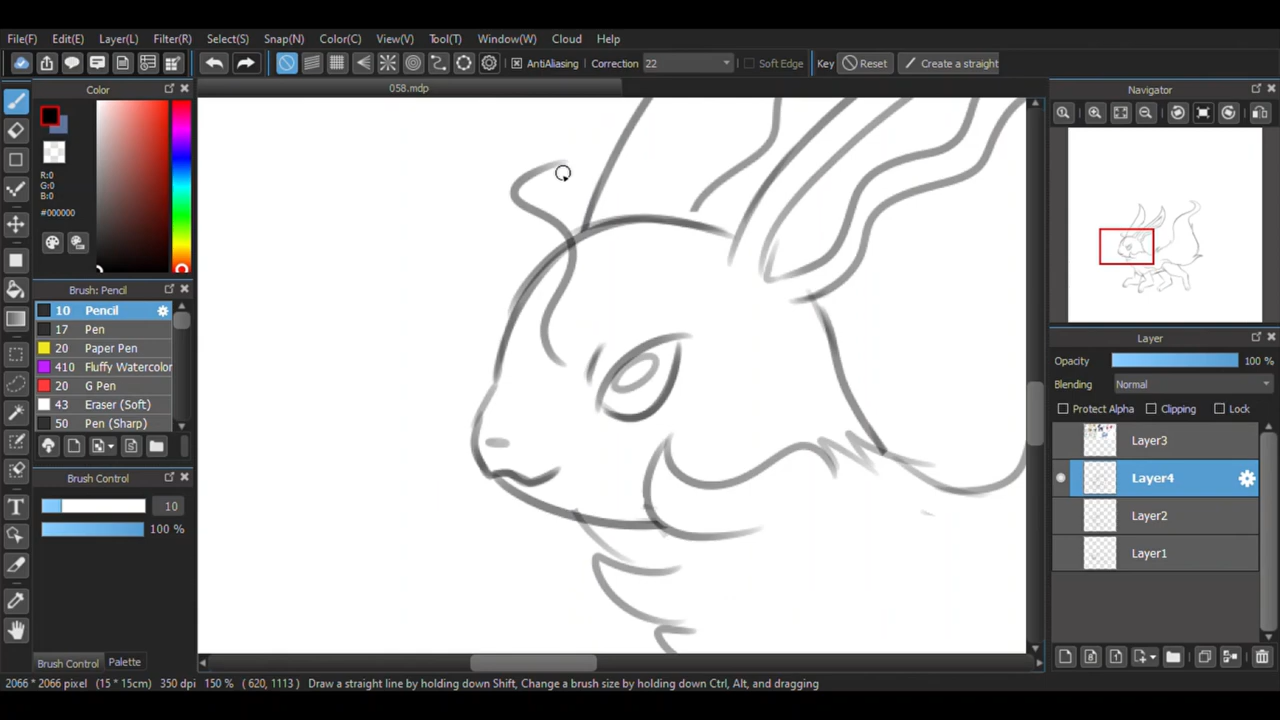 File(F) Edit(E) Layer(L) Filter(R) Select(S) Snap(N) Color(C) View(V) Tool(T) Window(W) Cloud Help
AntiAliasing Correction 22 Soft Edge Key Reset Create a straight
Color
058.mdp
Navigator
R:0
G:0
B:0
#000000
Brush: Pencil
10 Pencil
17 Pen
20 Paper Pen
410 Fluffy Watercolor
20 G Pen
43 Eraser (Soft)
50 Pen (Sharp)
Brush Control
10
100 %
Brush Control Palette
Layer
Opacity 100 %
Blending Normal
Protect Alpha Clipping Lock
Layer3
Layer4
Layer2
Layer1
2066 * 2066 pixel (15 * 15cm) 350 dpi 150 % ( 620, 1113 ) Draw a straight line by holding down Shift, Change a brush size by holding down Ctrl, Alt, and dragging